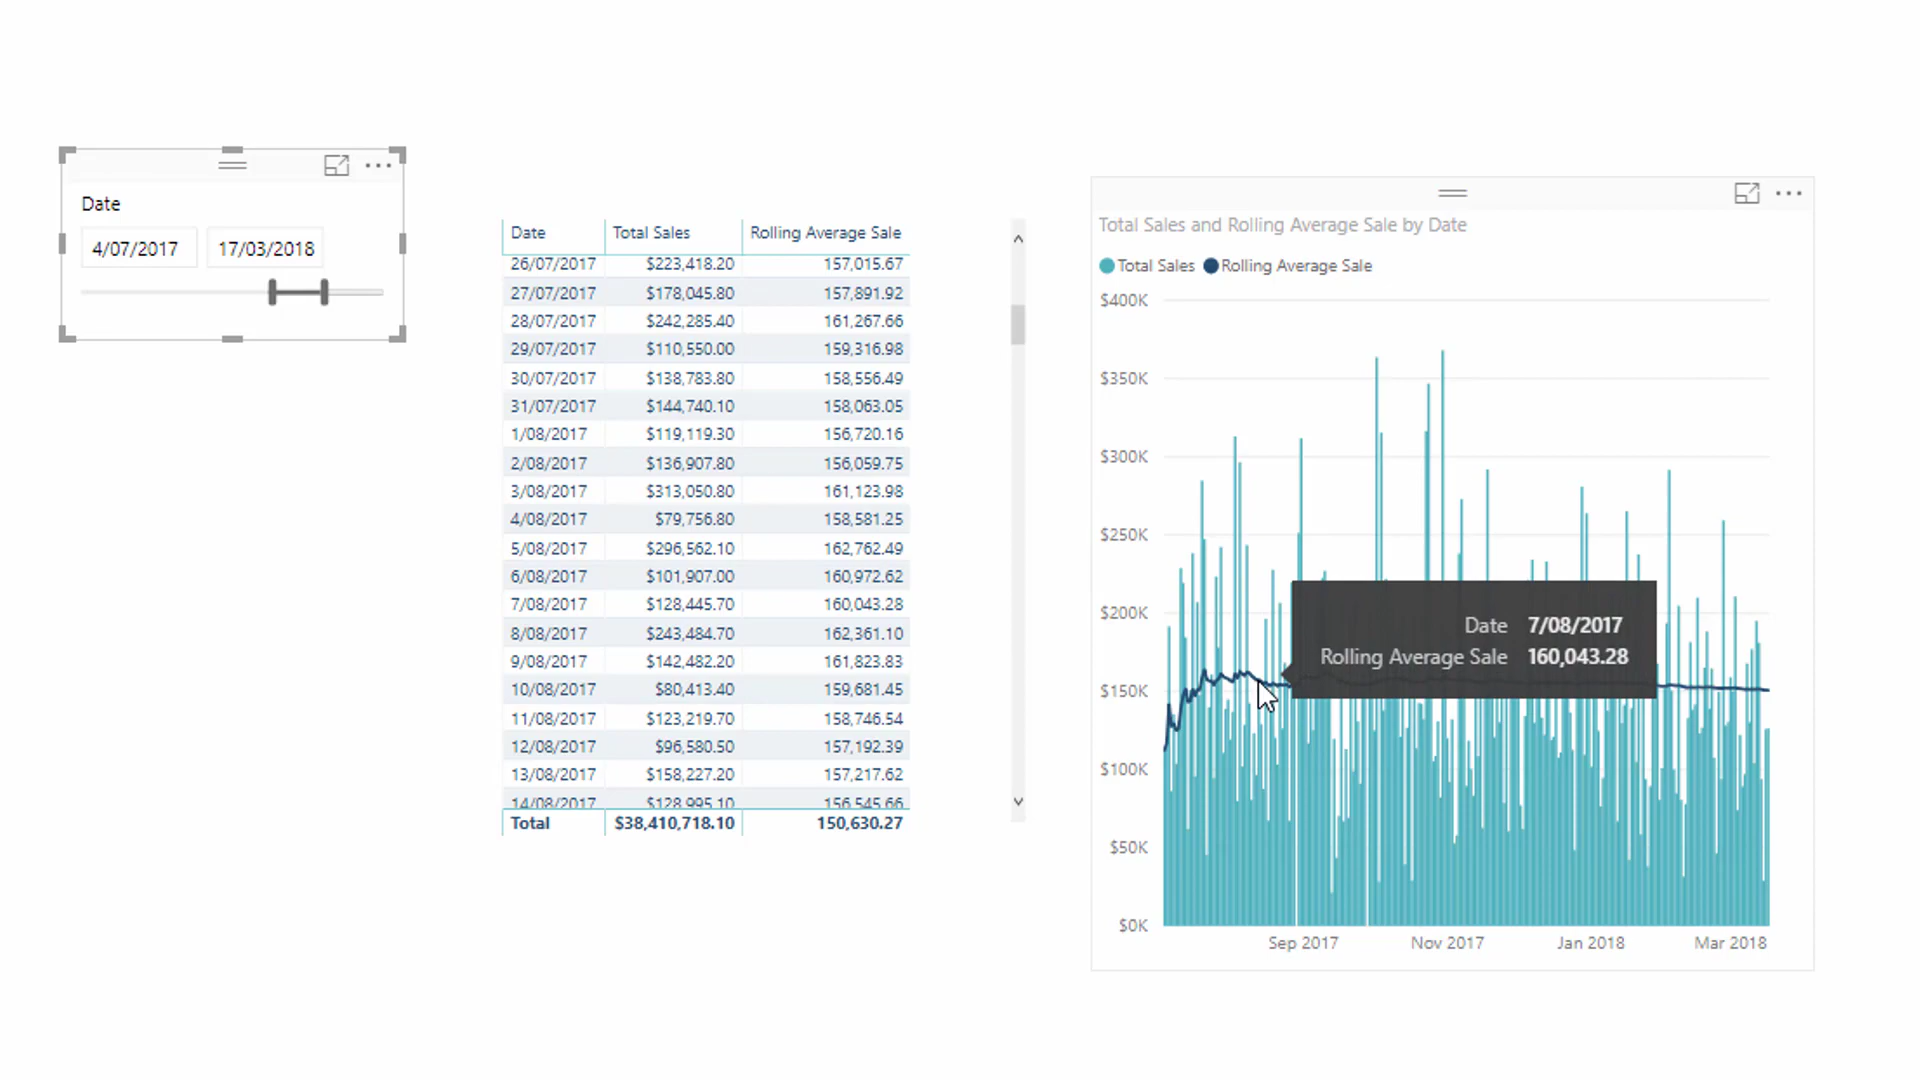 Date
4/07/2017 17/03/2018
Date Total Sales Rolling Average Sale
26/07/2017 $223,418.20 157,015.67
27/07/2017 $178,045.80 157,891.92
28/07/2017 $242,285.40 161,267.66
29/07/2017 $110,550.00 159,316.98
30/07/2017 $138,783.80 158,556.49
31/07/2017 $144,740.10 158,063.05
1/08/2017 $119,119.30 156,720.16
2/08/2017 $136,907.80 156,059.75
3/08/2017 $313,050.80 161,123.98
4/08/2017 $79,756.80 158,581.25
5/08/2017 $296,562.10 162,762.49
6/08/2017 $101,907.00 160,972.62
7/08/2017 $128,445.70 160,043.28
8/08/2017 $243,484.70 162,361.10
9/08/2017 $142,482.20 161,823.83
10/08/2017 $80,413.40 159,681.45
11/08/2017 $123,219.70 158,746.54
12/08/2017 $96,580.50 157,192.39
13/08/2017 $158,227.20 157,217.62
14/08/2017 $128,995.10 156,545.66
Total $38,410,718.10 150,630.27
Total Sales and Rolling Average Sale by Date
Total Sales Rolling Average Sale
$400K
$350K
$300K
$250K
$200K
$150K
$100K
$50K
$0K
Date 7/08/2017
Rolling Average Sale 160,043.28
Sep 2017 Nov 2017 Jan 2018 Mar 2018